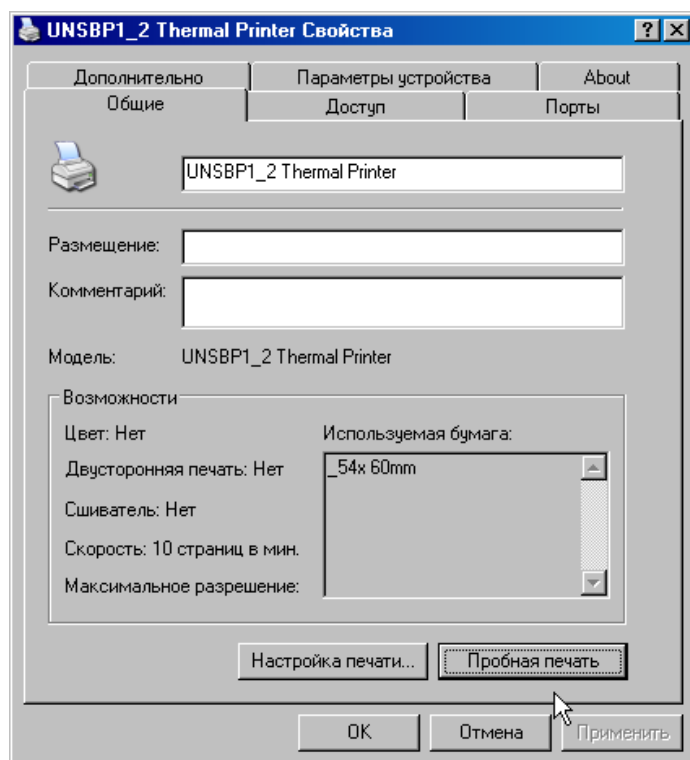 UNSBP1_2 Thermal Printer Свойства
Дополнительно Параметры устройства About
Общие Доступ Порты
UNSBP1_2 Thermal Printer
Размещение:
Комментарий:
Модель: UNSBP1_2 Thermal Printer
Возможности
Цвет: Нет Используемая бумага:
Двусторонняя печать: Нет _54x 60mm
Сшиватель: Нет
Скорость: 10 страниц в мин.
Максимальное разрешение:
Настройка печати... Пробная печать
OK Отмена Применить